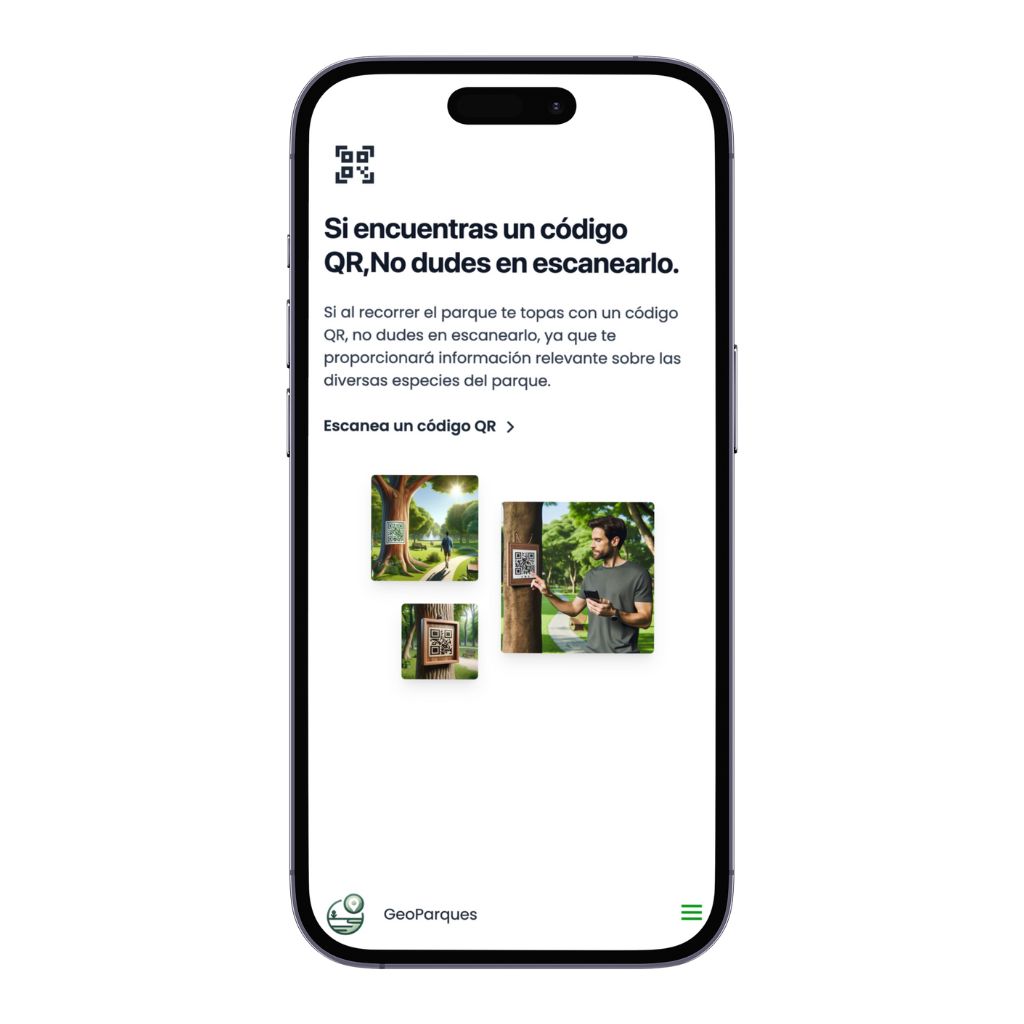 Si encuentras un código
QR,No dudes en escanearlo.
Si al recorrer el parque te topas con un código
QR, no dudes en escanearlo, ya que te
proporcionará información relevante sobre las
diversas especies del parque.
Escanea un código QR
GeoParques